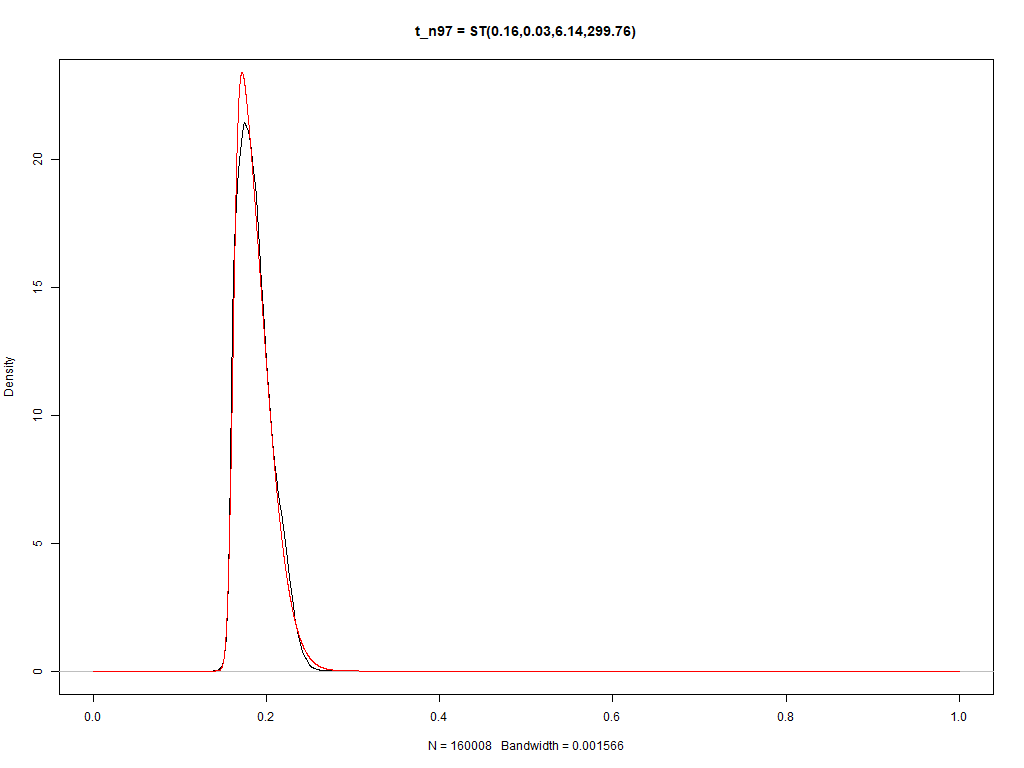 t_n97 = ST(0.16,0.03,6.14,299.76)
Density
20
15
10
5
0
0.0 0.2 0.4 0.6 0.8 1.0
N = 160008 Bandwidth = 0.001566